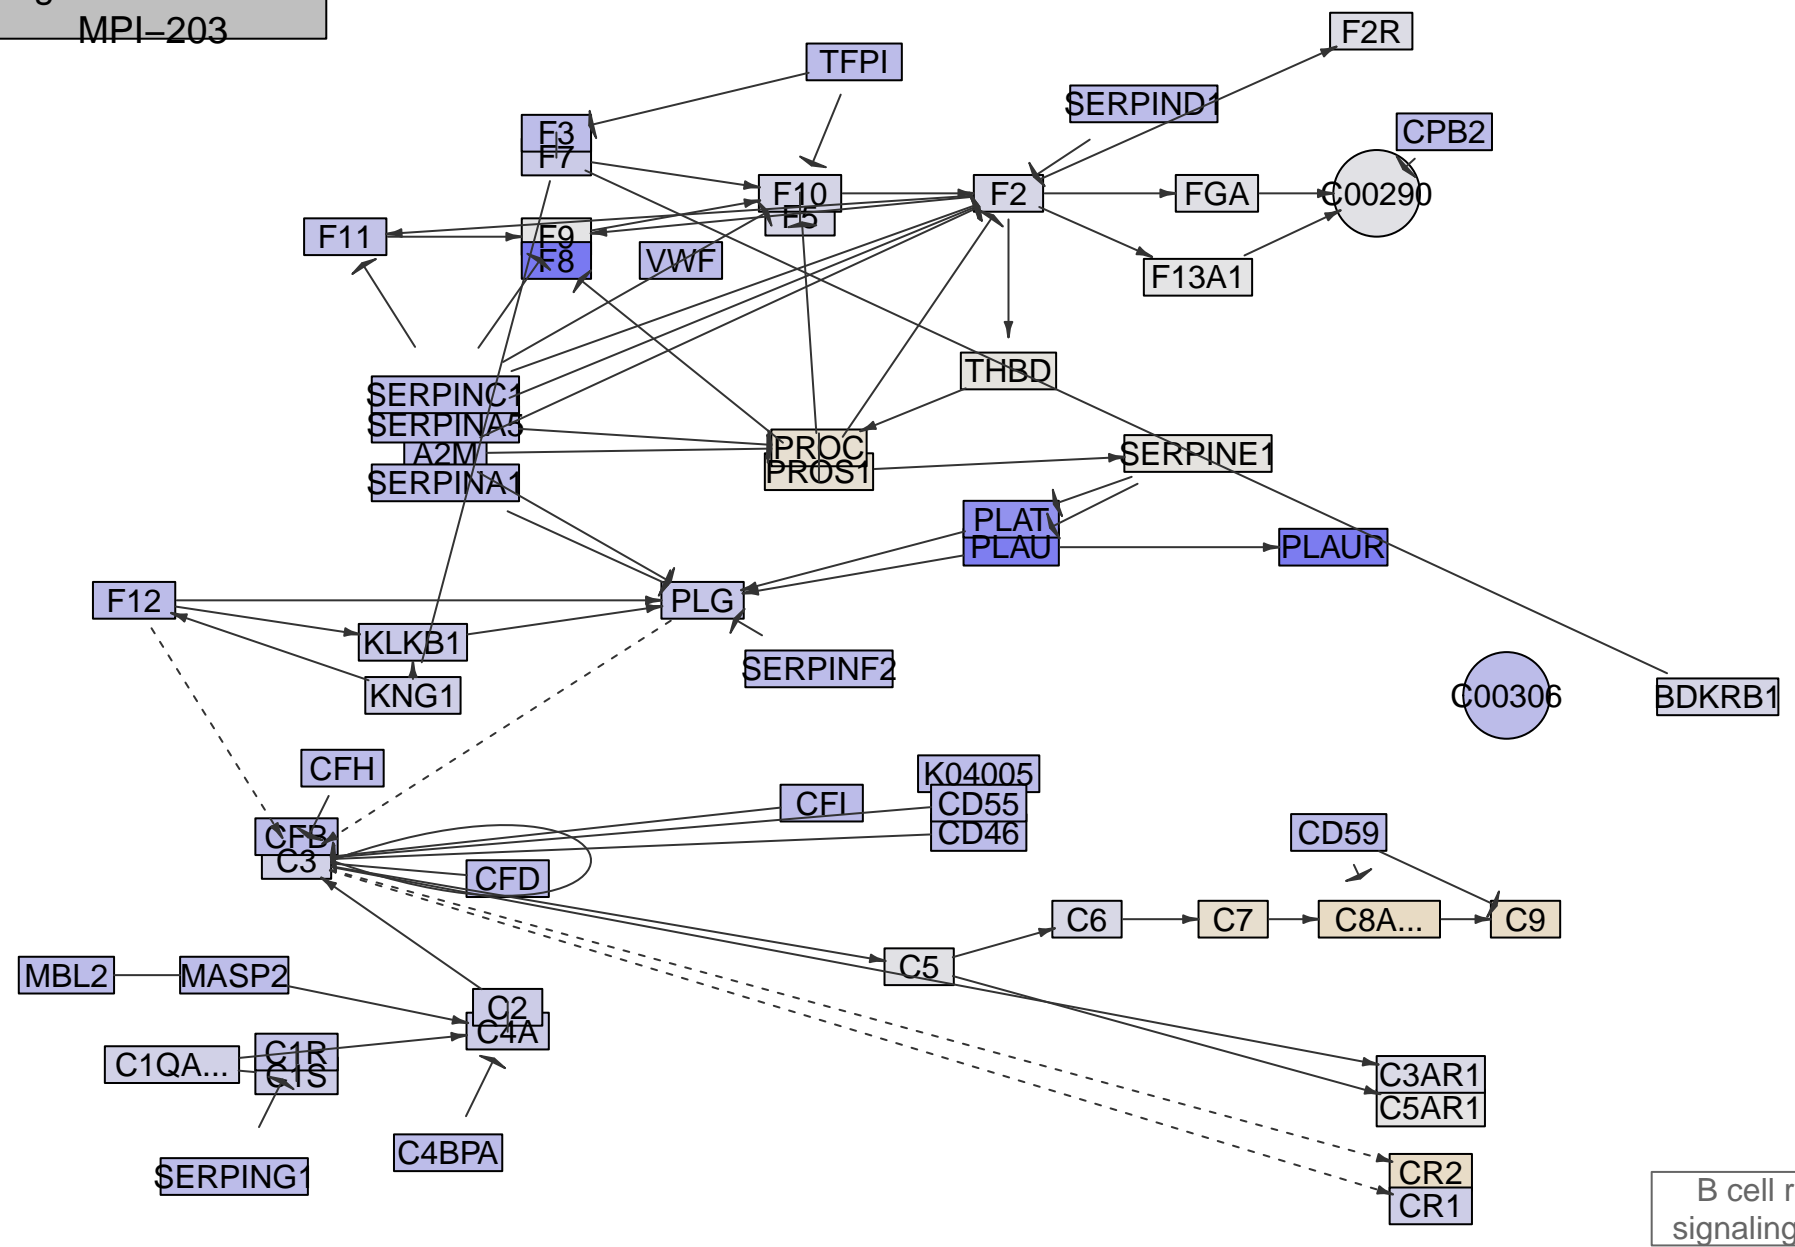 MPI–203
F2R
TFPI
SERPIND1
CPB2
F3
F7
F10
F5
F2
FGA
C00290
F11
F9
F8
VWF
F13A1
THBD
SERPINC1
SERPINA5
A2M
SERPINA1
PROC
PROS1
SERPINE1
PLAT
PLAU
PLAUR
F12
PLG
KLKB1
SERPINF2
KNG1
C00306
BDKRB1
CFH
K04005
CFI
CD55
CD46
CD59
CFB
C3
CFD
C6
C7
C8A...
C9
C5
MBL2
MASP2
C2
C4A
C1QA...
C1R
C1S
C3AR1
C5AR1
C4BPA
SERPING1
CR2
CR1
B cell r
signaling